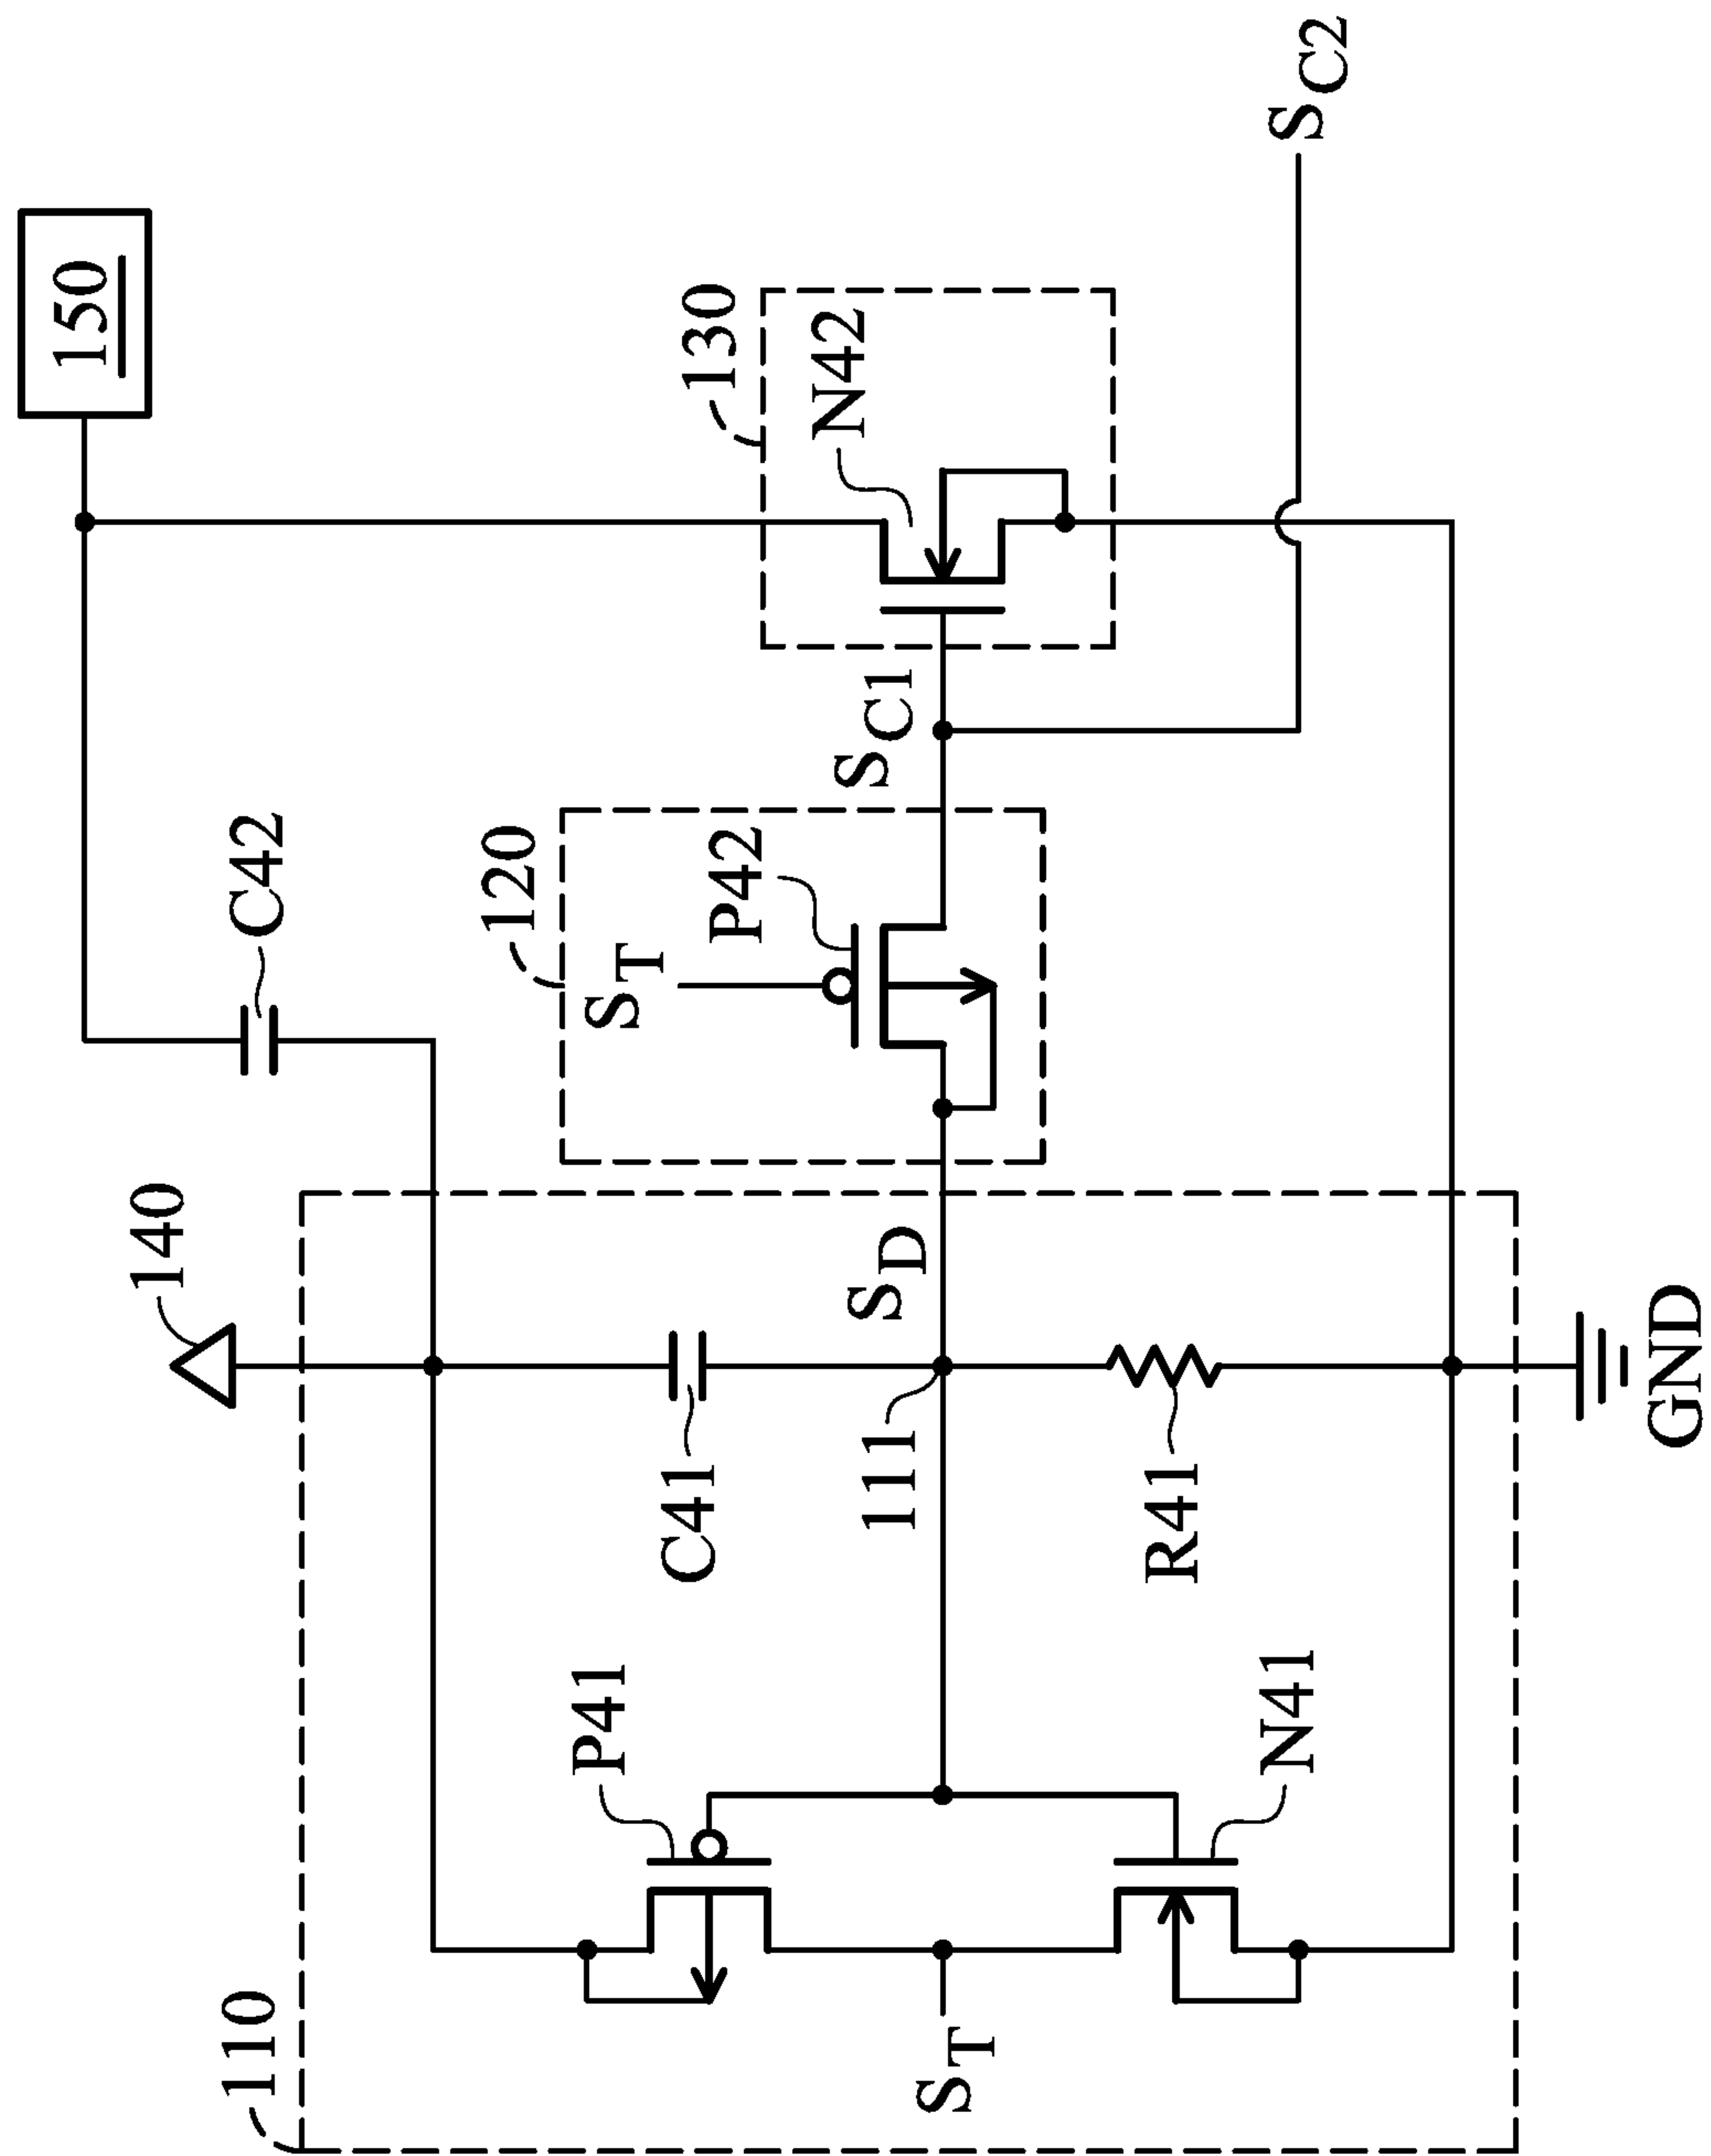 150
140
C42
130
N42
120
S_T
P42
S_C1
S_C2
110
P41
C41
S_D
111
S_T
R41
N41
GND